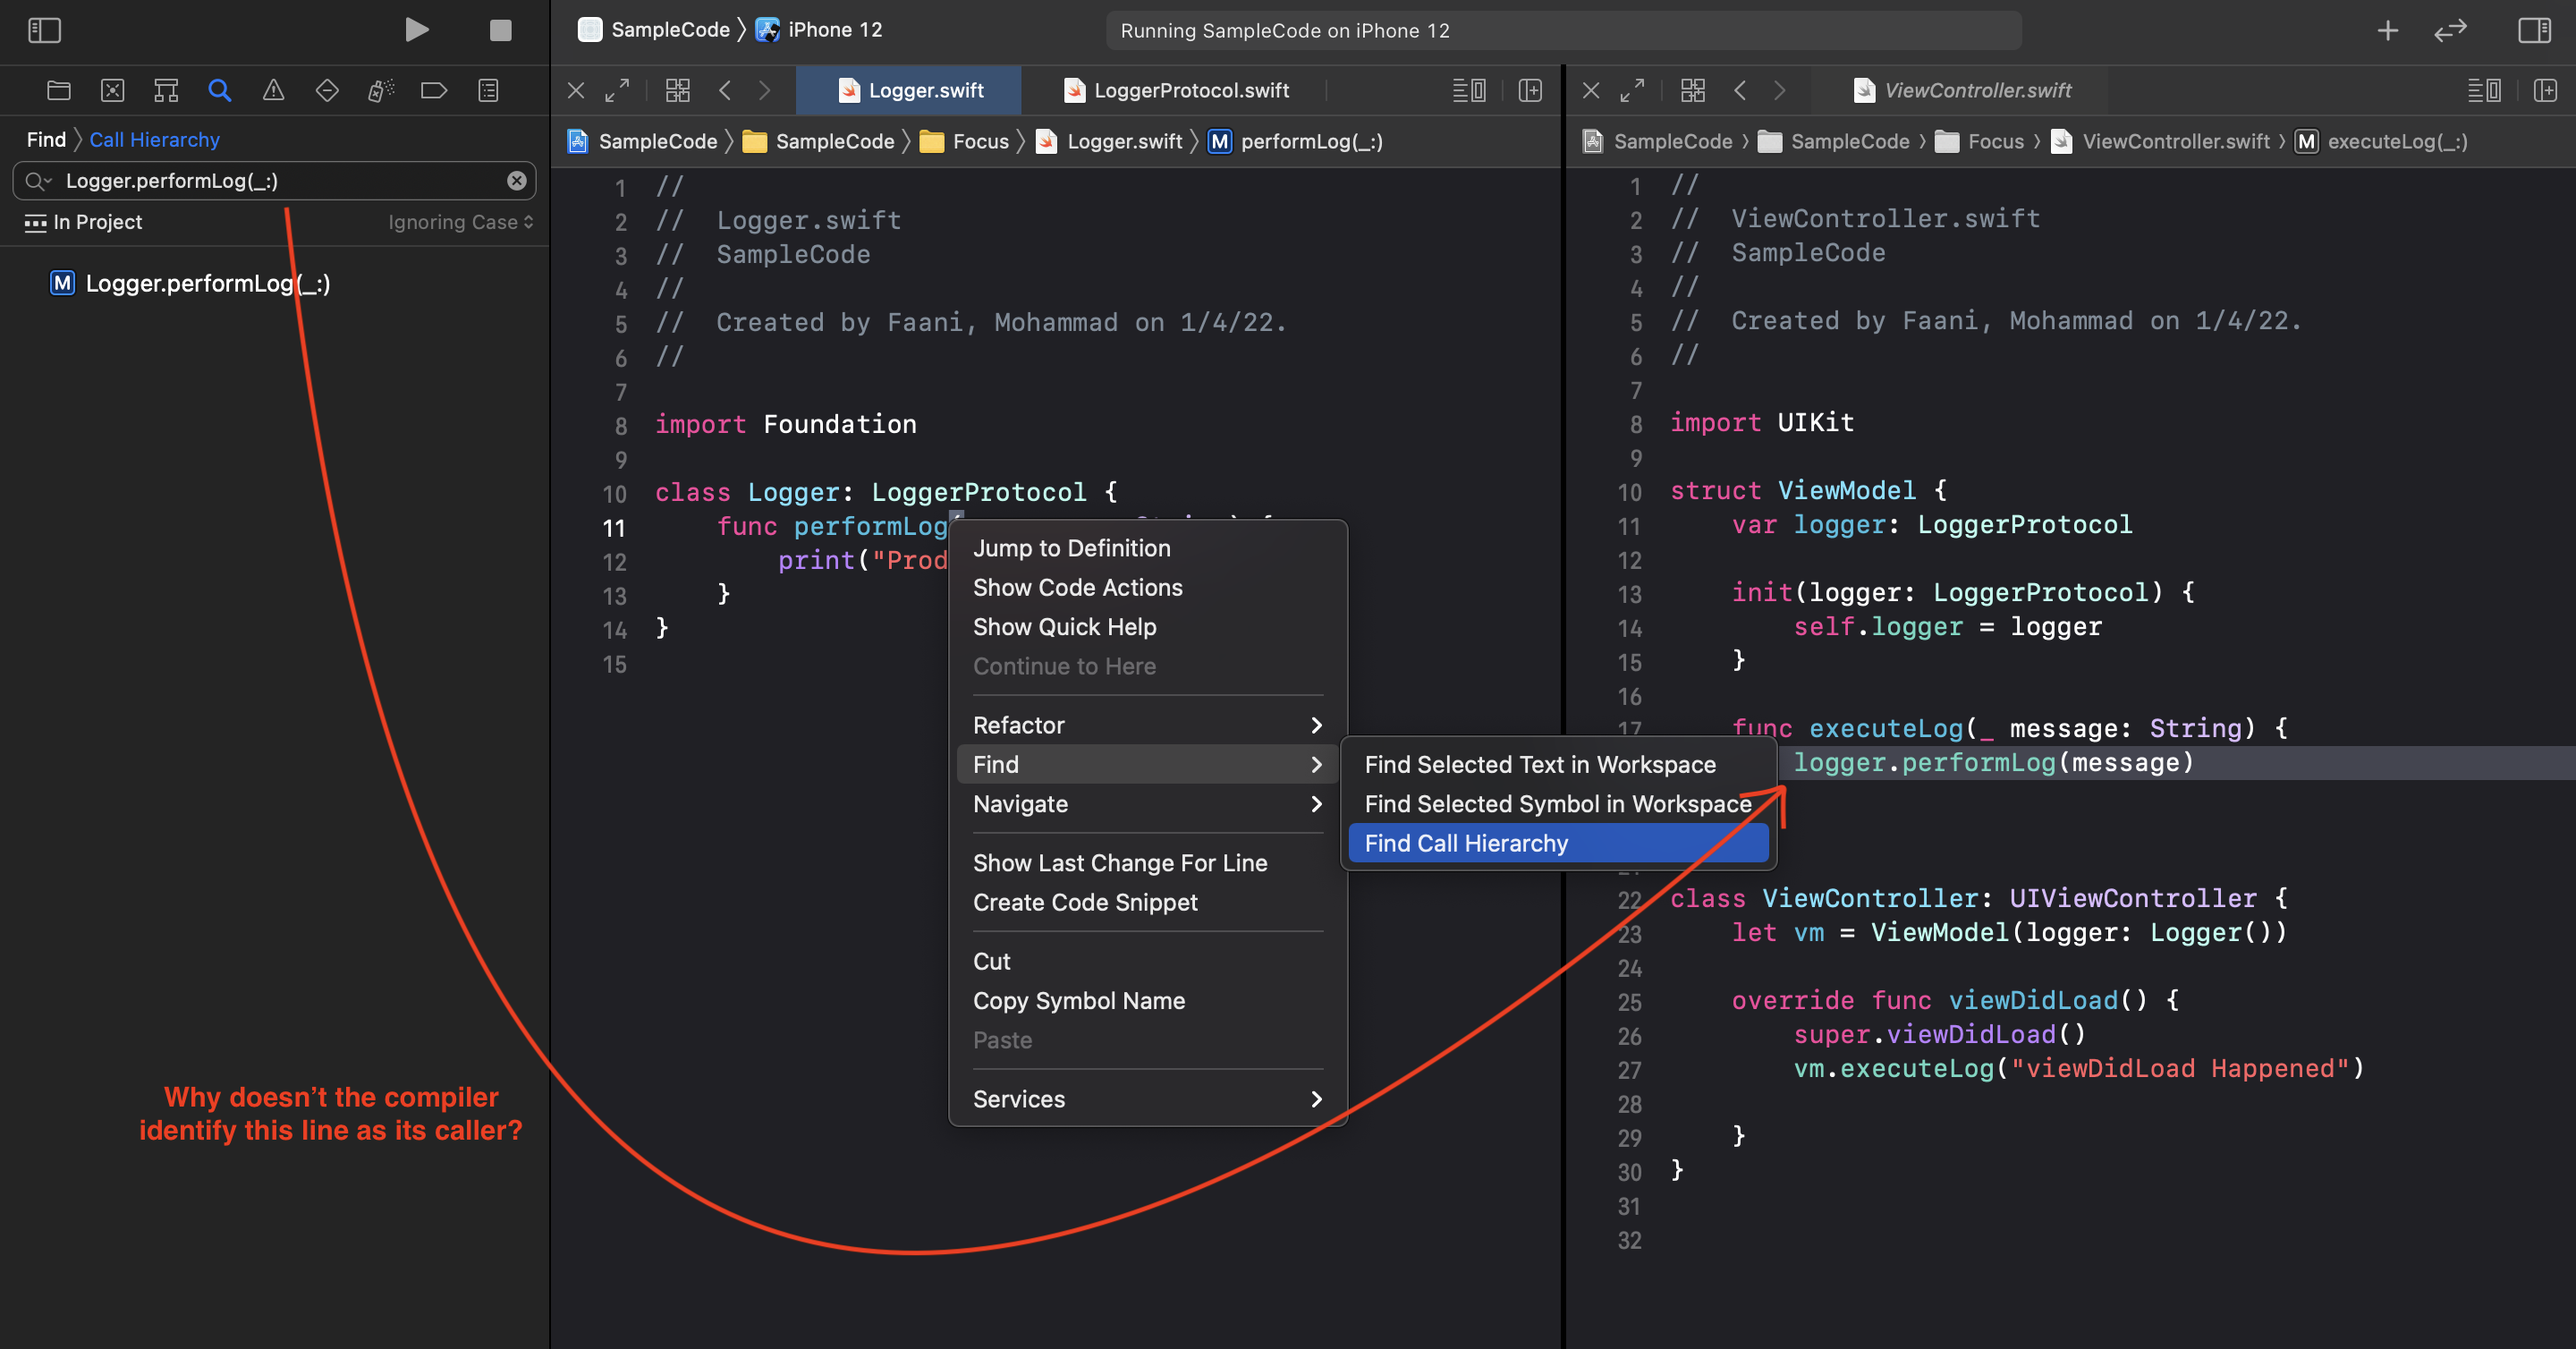 SampleCode 〉 iPhone 12
Running SampleCode on iPhone 12
Logger.swift
LoggerProtocol.swift
ViewController.swift
Find 〉 Call Hierarchy
SampleCode 〉 SampleCode 〉 Focus 〉 Logger.swift 〉 M performLog(_:)
SampleCode 〉 SampleCode 〉 Focus 〉 ViewController.swift 〉 M executeLog(_:)
Logger.performLog(_:)
In Project
Ignoring Case
M Logger.performLog(_:)
Why doesn't the compiler
identify this line as its caller?
1 //
2 //  Logger.swift
3 //  SampleCode
4 //
5 //  Created by Faani, Mohammad on 1/4/22.
6 //
7
8 import Foundation
9
10 class Logger: LoggerProtocol {
11     func performLog(
12         print("Prod
13     }
14 }
15
Jump to Definition
Show Code Actions
Show Quick Help
Continue to Here
Refactor
Find
Navigate
Show Last Change For Line
Create Code Snippet
Cut
Copy Symbol Name
Paste
Services
Find Selected Text in Workspace
Find Selected Symbol in Workspace
Find Call Hierarchy
1 //
2 //  ViewController.swift
3 //  SampleCode
4 //
5 //  Created by Faani, Mohammad on 1/4/22.
6 //
7
8 import UIKit
9
10 struct ViewModel {
11     var logger: LoggerProtocol
12
13     init(logger: LoggerProtocol) {
14         self.logger = logger
15     }
16
17     func executeLog(_ message: String) {
        logger.performLog(message)
22 class ViewController: UIViewController {
23     let vm = ViewModel(logger: Logger())
24
25     override func viewDidLoad() {
26         super.viewDidLoad()
27         vm.executeLog("viewDidLoad Happened")
28
29     }
30 }
31
32